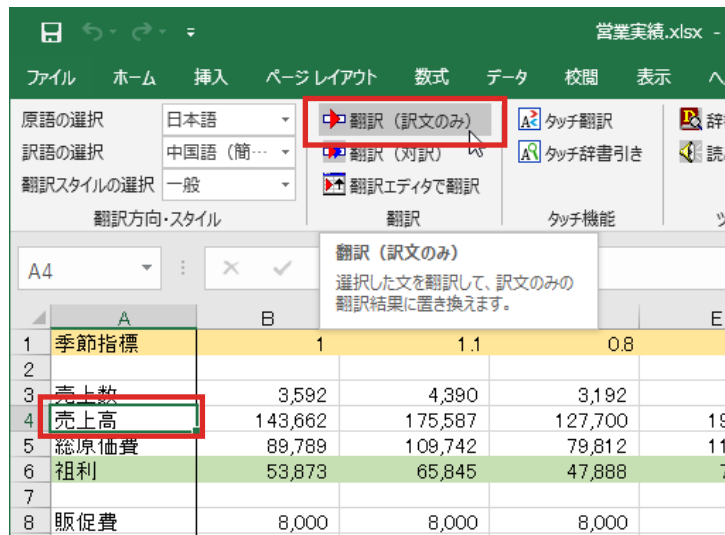 営業実績.xlsx -
ファイル ホーム 挿入 ページ レイアウト 数式 データ 校閲 表示
原語の選択 日本語 翻訳（訳文のみ） タッチ翻訳
訳語の選択 中国語（簡… 翻訳（対訳） タッチ辞書引き
翻訳スタイルの選択 一般 翻訳エディタで翻訳
翻訳方向・スタイル 翻訳 タッチ機能
翻訳（訳文のみ）
選択した文を翻訳して、訳文のみの
翻訳結果に置き換えます。
A4
A B E
1 季節指標 1 1.1 0.8
2
3 売上数 3,592 4,390 3,192
4 売上高 143,662 175,587 127,700
5 総原価費 89,789 109,742 79,812
6 祖利 53,873 65,845 47,888
7
8 販促費 8,000 8,000 8,000